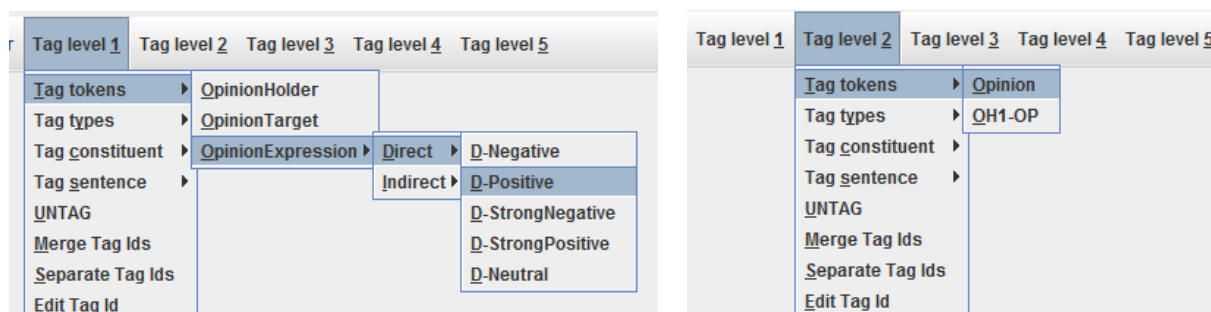 r Tag level 1 Tag level 2 Tag level 3 Tag level 4 Tag level 5
Tag tokens OpinionHolder
Tag types OpinionTarget
Tag constituent OpinionExpression Direct D-Negative
Tag sentence Indirect D-Positive
UNTAG D-StrongNegative
Merge Tag Ids D-StrongPositive
Separate Tag Ids D-Neutral
Edit Tag Id
Tag level 1 Tag level 2 Tag level 3 Tag level 4 Tag level 5
Tag tokens Opinion
Tag types OH1-OP
Tag constituent
Tag sentence
UNTAG
Merge Tag Ids
Separate Tag Ids
Edit Tag Id